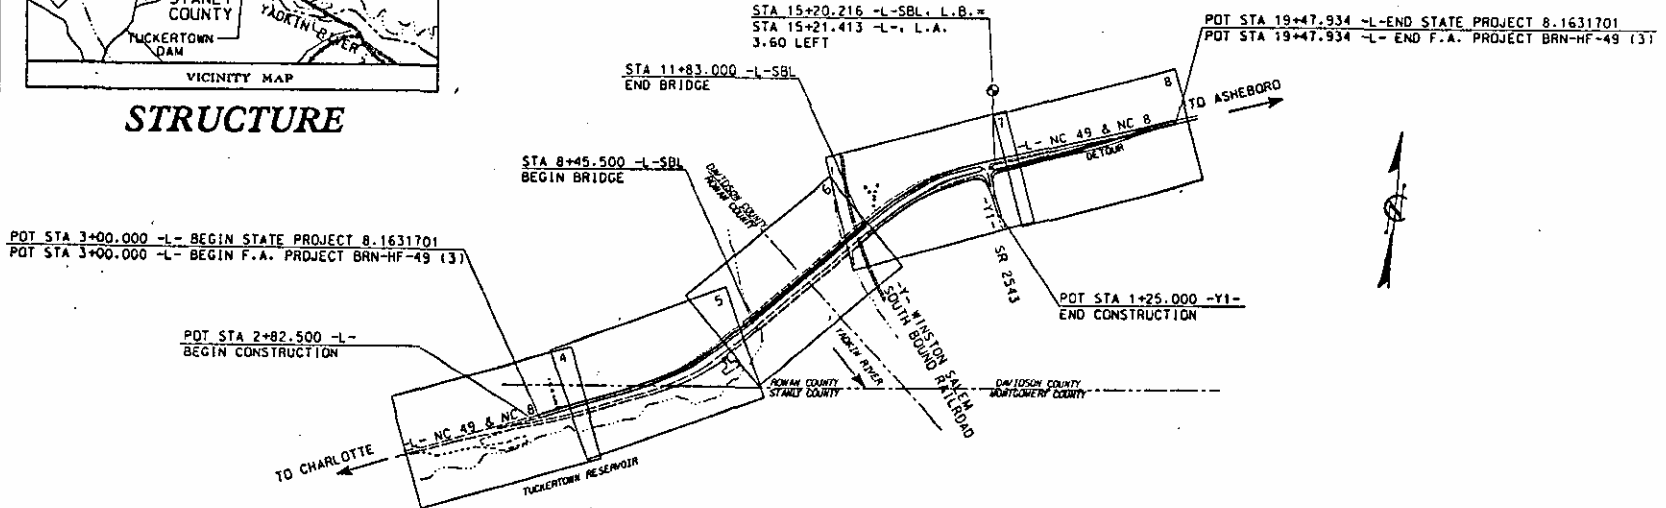 STANLY
COUNTY
TUCKERTOWN
DAM
YADKIN RIVER
VICINITY MAP
STRUCTURE
STA 15+20.216 -L-SBL, L.B.=
STA 15+21.413 -L-, L.A.
3.60 LEFT
POT STA 19+47.934 -L-END STATE PROJECT 8.1631701
POT STA 19+47.934 -L- END F.A. PROJECT BRN-HF-49 (3)
STA 11+83.000 -L-SBL
END BRIDGE
8
TO ASHEBORO
7
-L- NC 49 & NC 8
DETOUR
STA 8+45.500 -L-SBL
BEGIN BRIDGE
DAVIDSON COUNTY
ROWAN COUNTY
6
-Y1-
SR 2543
POT STA 3+00.000 -L- BEGIN STATE PROJECT 8.1631701
POT STA 3+00.000 -L- BEGIN F.A. PROJECT BRN-HF-49 (3)
5
POT STA 1+25.000 -Y1-
END CONSTRUCTION
-Y- WINSTON SALEM
SOUTH BOUND RAILROAD
YADKIN RIVER
POT STA 2+82.500 -L-
BEGIN CONSTRUCTION
4
ROWAN COUNTY
STANLY COUNTY
DAVIDSON COUNTY
MONTGOMERY COUNTY
-L- NC 49 & NC 8
TO CHARLOTTE
TUCKERTOWN RESERVOIR